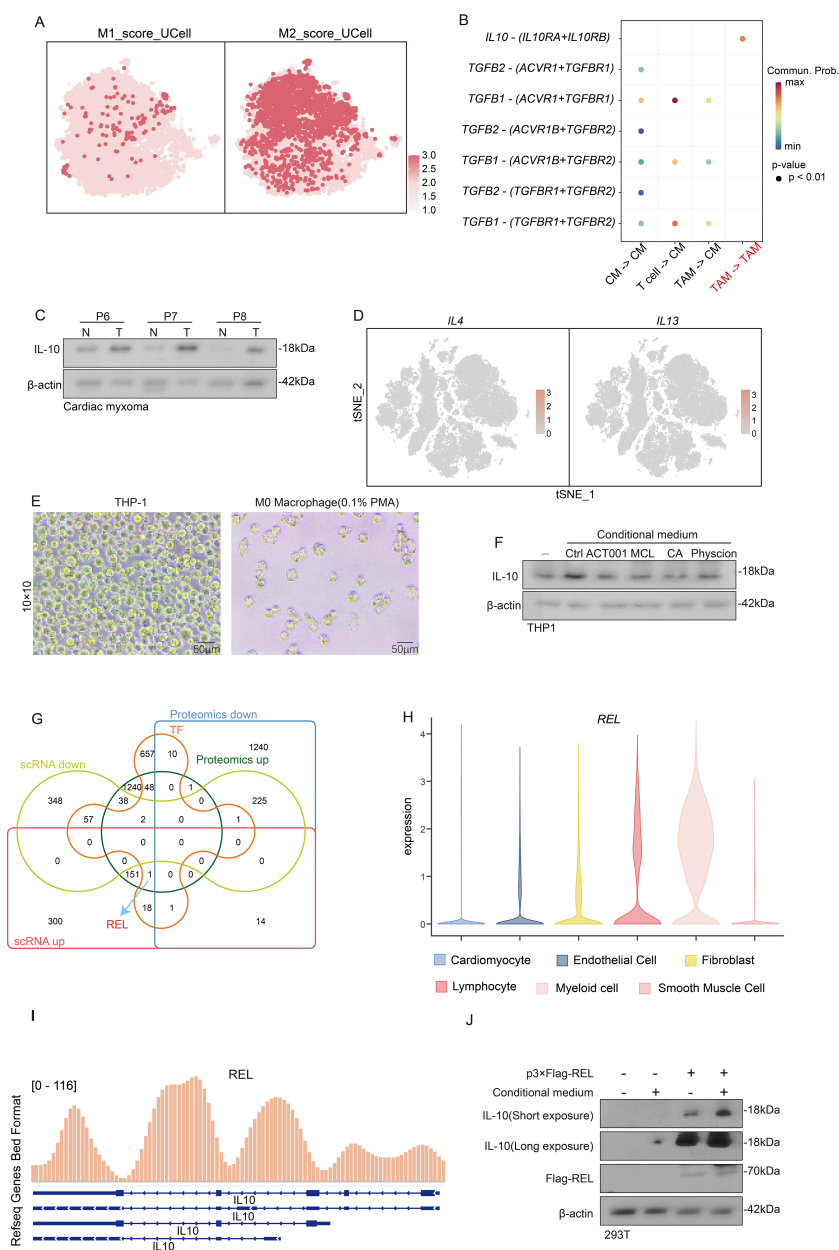 A
M1_score_UCell
M2_score_UCell
3.0
2.5
2.0
1.5
1.0
B
IL10 - (IL10RA+IL10RB)
TGFB2 - (ACVR1+TGFBR1)
TGFB1 - (ACVR1+TGFBR1)
TGFB2 - (ACVR1B+TGFBR2)
TGFB1 - (ACVR1B+TGFBR2)
TGFB2 - (TGFBR1+TGFBR2)
TGFB1 - (TGFBR1+TGFBR2)
CM -> CM
T cell -> CM
TAM -> CM
TAM -> TAM
Commun. Prob.
max
min
p-value
p < 0.01
C
P6 P7 P8
N T N T N T
IL-10 -18kDa
β-actin -42kDa
Cardiac myxoma
D
IL4 IL13
tSNE_2
3
2
1
0
3
2
1
0
tSNE_1
E
THP-1 M0 Macrophage(0.1% PMA)
10×10
50μm 50μm
F
Conditional medium
– Ctrl ACT001 MCL CA Physcion
IL-10 -18kDa
β-actin -42kDa
THP1
G
Proteomics down
TF
Proteomics up
scRNA down
657 10 1240
1240 48 0 1
348 38 0 225
57 2 0 1
0 0 0 0
0 0 0 0
151 1 0 0
18 1
REL
300 14
scRNA up
H
REL
expression
4
3
2
1
0
Cardiomyocyte Endothelial Cell Fibroblast
Lymphocyte Myeloid cell Smooth Muscle Cell
I
REL
[0 - 116]
Refseq Genes Bed Format
IL10
IL10
IL10
IL10
J
p3×Flag-REL - - + +
Conditional medium - + - +
IL-10(Short exposure) -18kDa
IL-10(Long exposure) -18kDa
Flag-REL -70kDa
β-actin -42kDa
293T